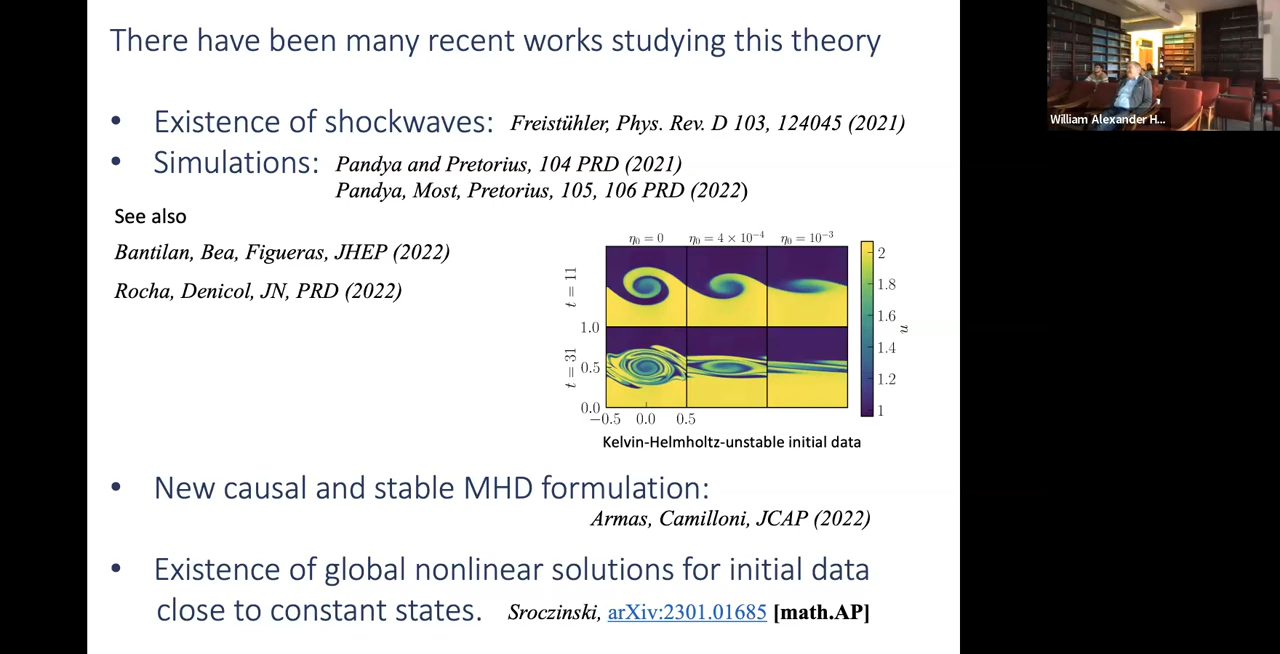 There have been many recent works studying this theory
• Existence of shockwaves: Freistühler, Phys. Rev. D 103, 124045 (2021)
• Simulations: Pandya and Pretorius, 104 PRD (2021)
Pandya, Most, Pretorius, 105, 106 PRD (2022)
See also
Bantilan, Bea, Figueras, JHEP (2022)
Rocha, Denicol, JN, PRD (2022)
η₀ = 0 η₀ = 4 × 10⁻⁴ η₀ = 10⁻³
t = 11
t = 31
1.0
0.5
0.0
−0.5 0.0 0.5
2
1.8
1.6
1.4
1.2
1
n
Kelvin-Helmholtz-unstable initial data
• New causal and stable MHD formulation:
Armas, Camilloni, JCAP (2022)
• Existence of global nonlinear solutions for initial data
close to constant states. Sroczinski, arXiv:2301.01685 [math.AP]
William Alexander H...